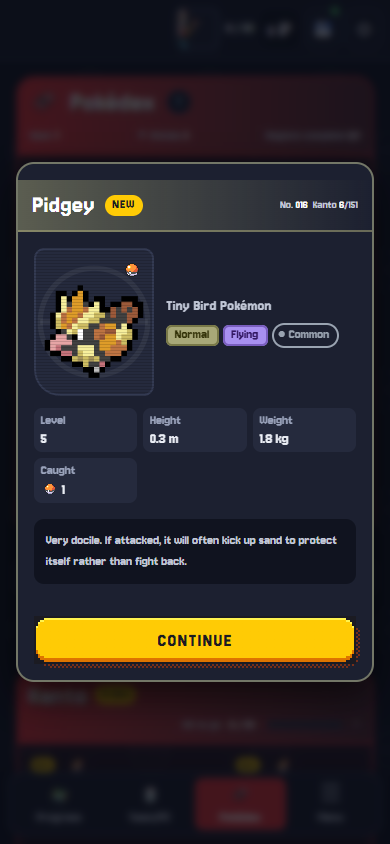 Pokédex
Pidgey NEW No. 016 Kanto 6/151
Tiny Bird Pokémon
Normal Flying Common
Level Height Weight
5 0.3 m 1.8 kg
Caught
1
Very docile. If attacked, it will often kick up sand to protect
itself rather than fight back.
CONTINUE
Kanto